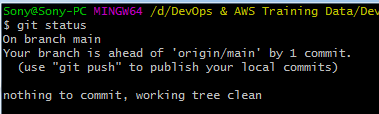 Sony@Sony-PC MINGW64 /d/DevOps & AWS Training Data/Dev
$ git status
On branch main
Your branch is ahead of 'origin/main' by 1 commit.
  (use "git push" to publish your local commits)

nothing to commit, working tree clean